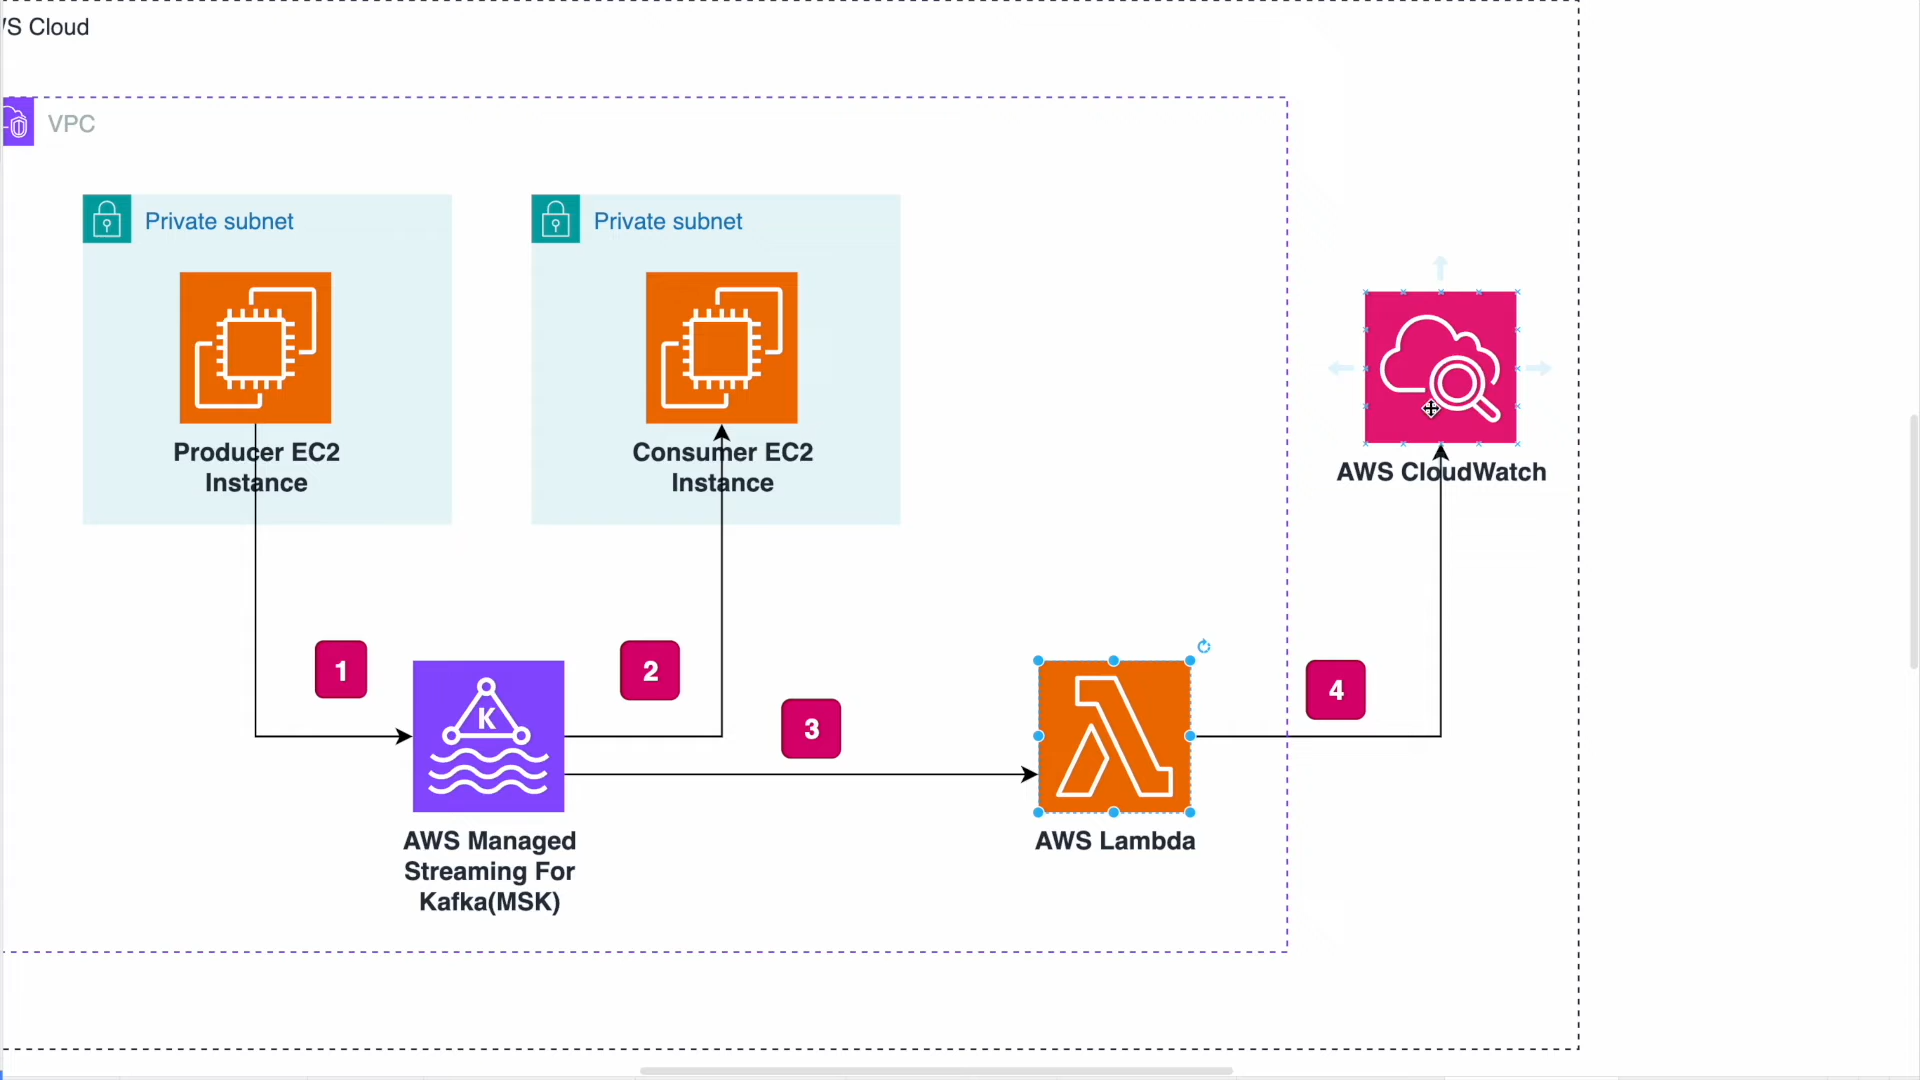 /S Cloud
VPC
Private subnet
Private subnet
Producer EC2
Instance
Consumer EC2
Instance
AWS CloudWatch
1
2
3
4
K
AWS Managed
Streaming For
Kafka(MSK)
AWS Lambda